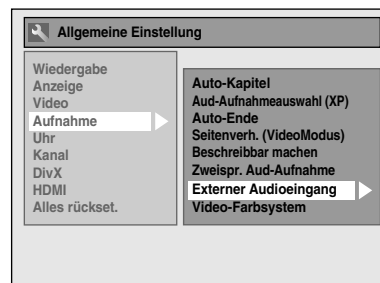 Allgemeine Einstellung
Wiedergabe
Anzeige
Video
Aufnahme
Uhr
Kanal
DivX
HDMI
Alles rückset.
Auto-Kapitel
Aud-Aufnahmeauswahl (XP)
Auto-Ende
Seitenverh. (VideoModus)
Beschreibbar machen
Zweispr. Aud-Aufnahme
Externer Audioeingang
Video-Farbsystem